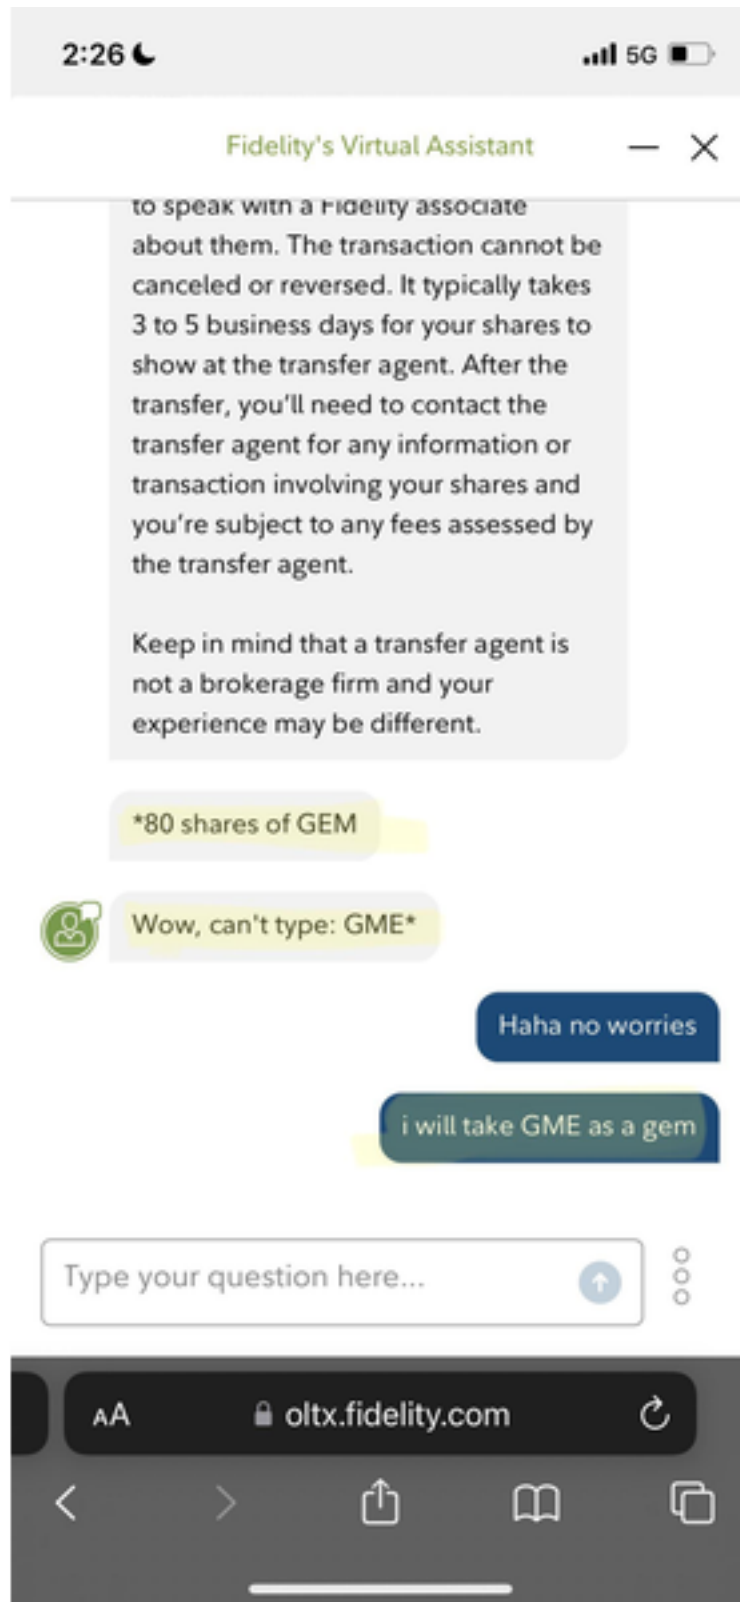 2:26
5G
Fidelity's Virtual Assistant
to speak with a Fidelity associate
about them. The transaction cannot be
canceled or reversed. It typically takes
3 to 5 business days for your shares to
show at the transfer agent. After the
transfer, you'll need to contact the
transfer agent for any information or
transaction involving your shares and
you're subject to any fees assessed by
the transfer agent.
Keep in mind that a transfer agent is
not a brokerage firm and your
experience may be different.
*80 shares of GEM
Wow, can't type: GME*
Haha no worries
i will take GME as a gem
Type your question here...
AA
oltx.fidelity.com